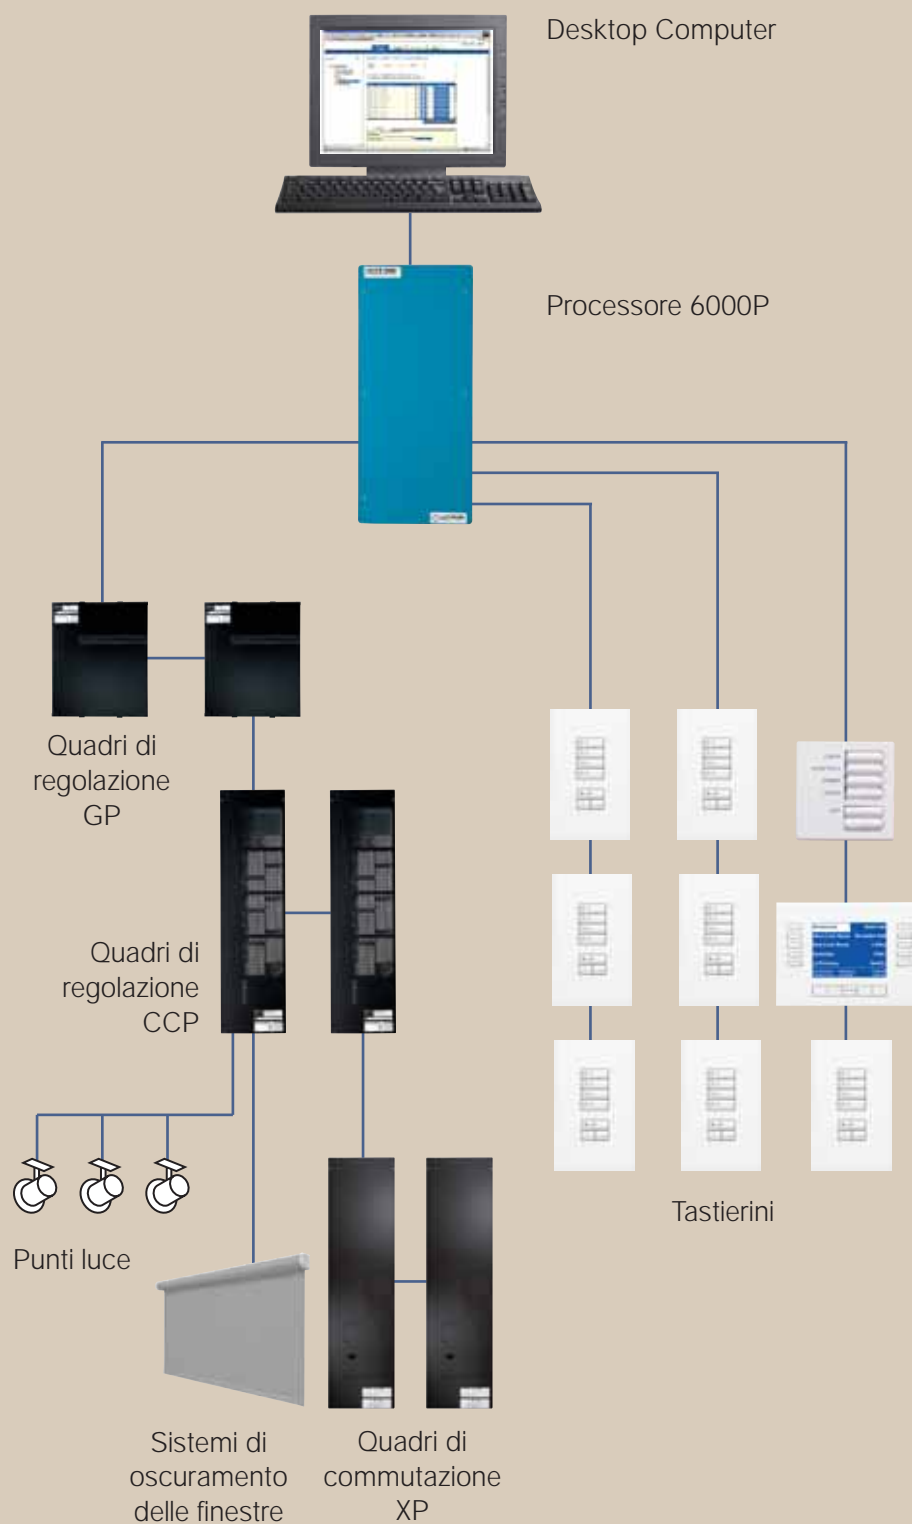 Desktop Computer
Processore 6000P
Quadri di
regolazione
GP
Quadri di
regolazione
CCP
Punti luce
Tastierini
Sistemi di
oscuramento
delle finestre
Quadri di
commutazione
XP